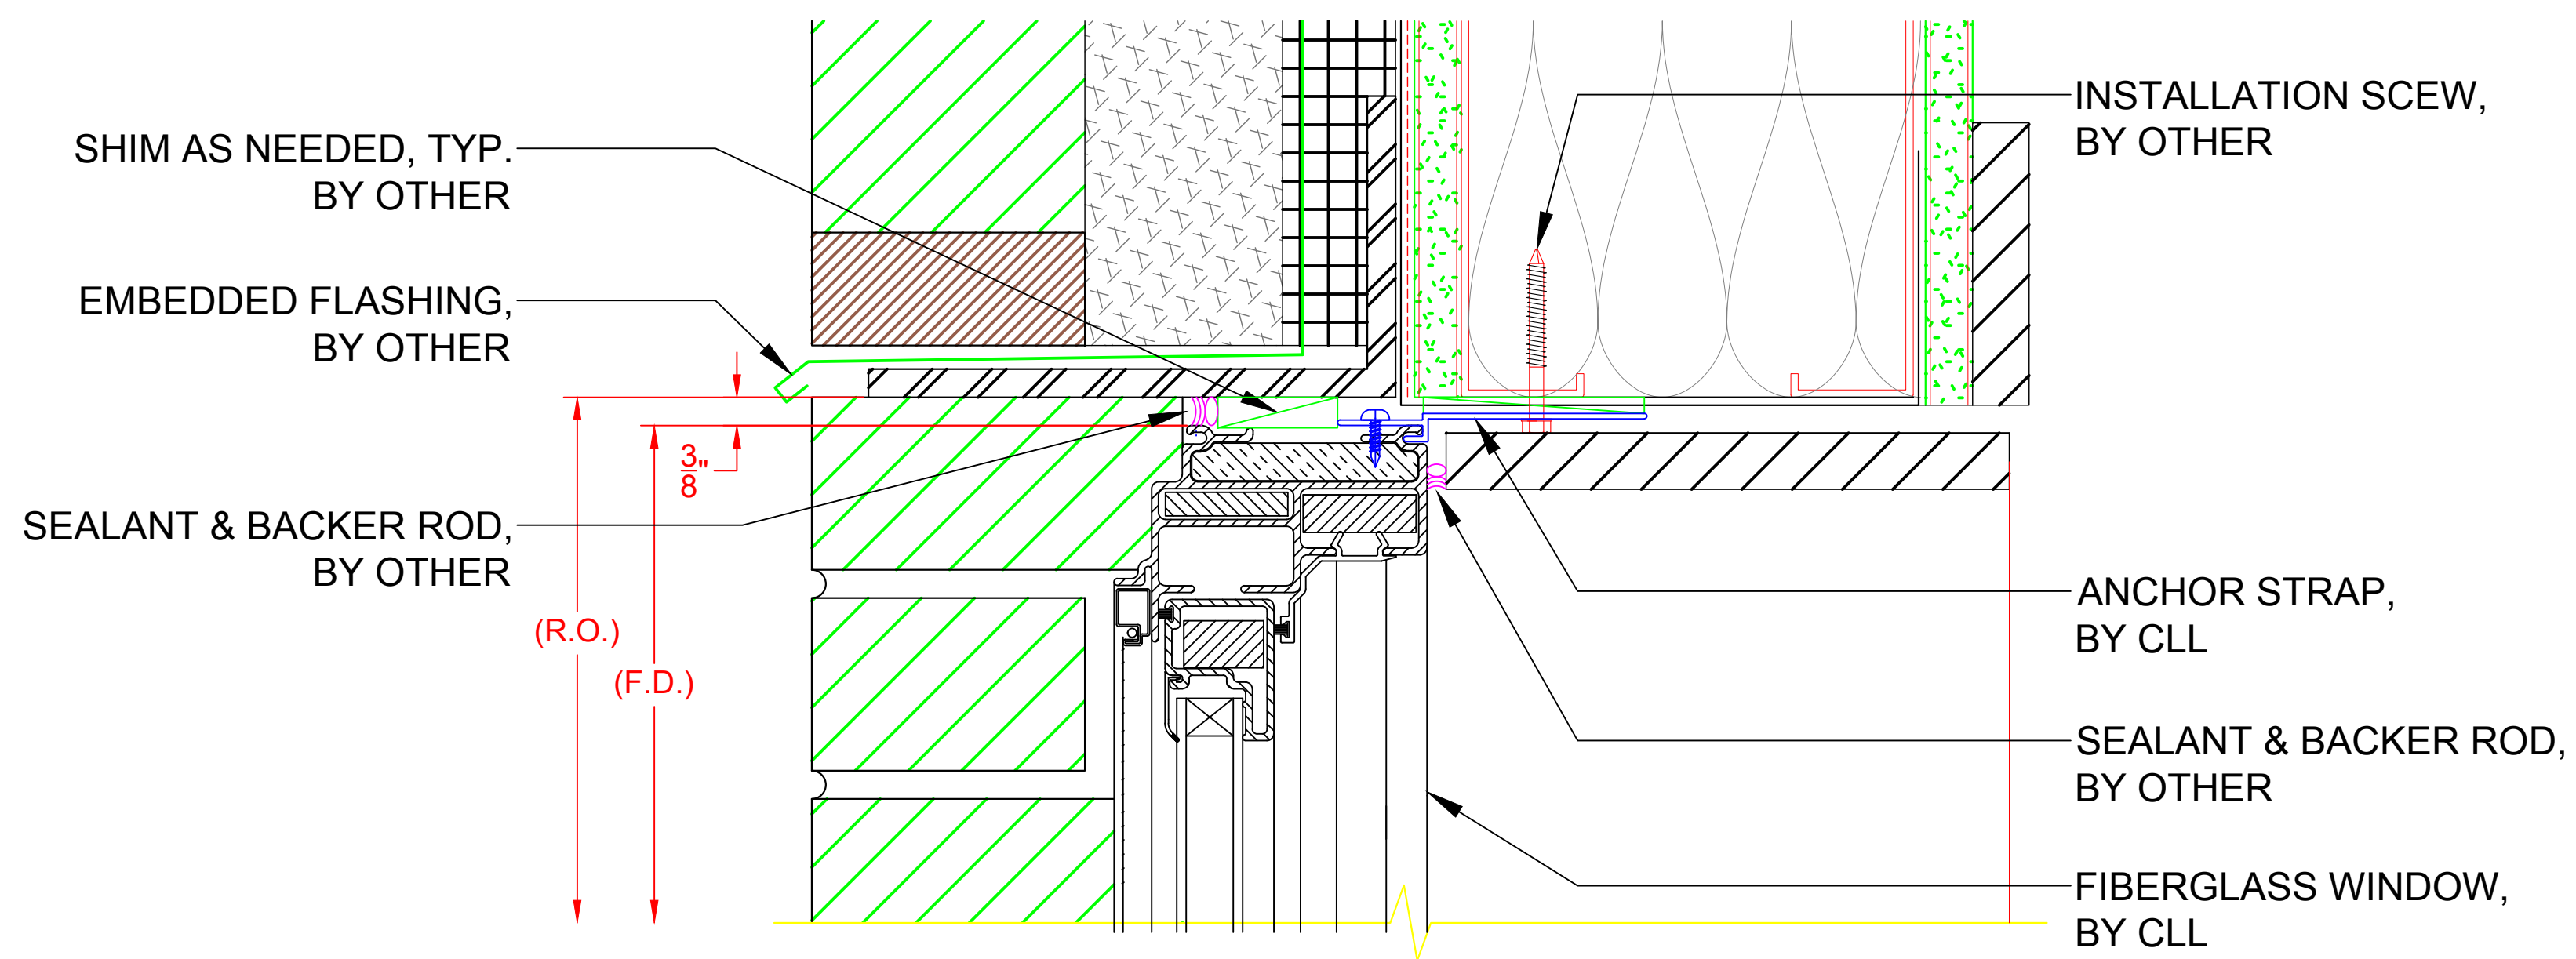 SHIM AS NEEDED, TYP.
BY OTHER
EMBEDDED FLASHING,
BY OTHER
3/8"
SEALANT & BACKER ROD,
BY OTHER
(R.O.)
(F.D.)
INSTALLATION SCEW,
BY OTHER
ANCHOR STRAP,
BY CLL
SEALANT & BACKER ROD,
BY OTHER
FIBERGLASS WINDOW,
BY CLL